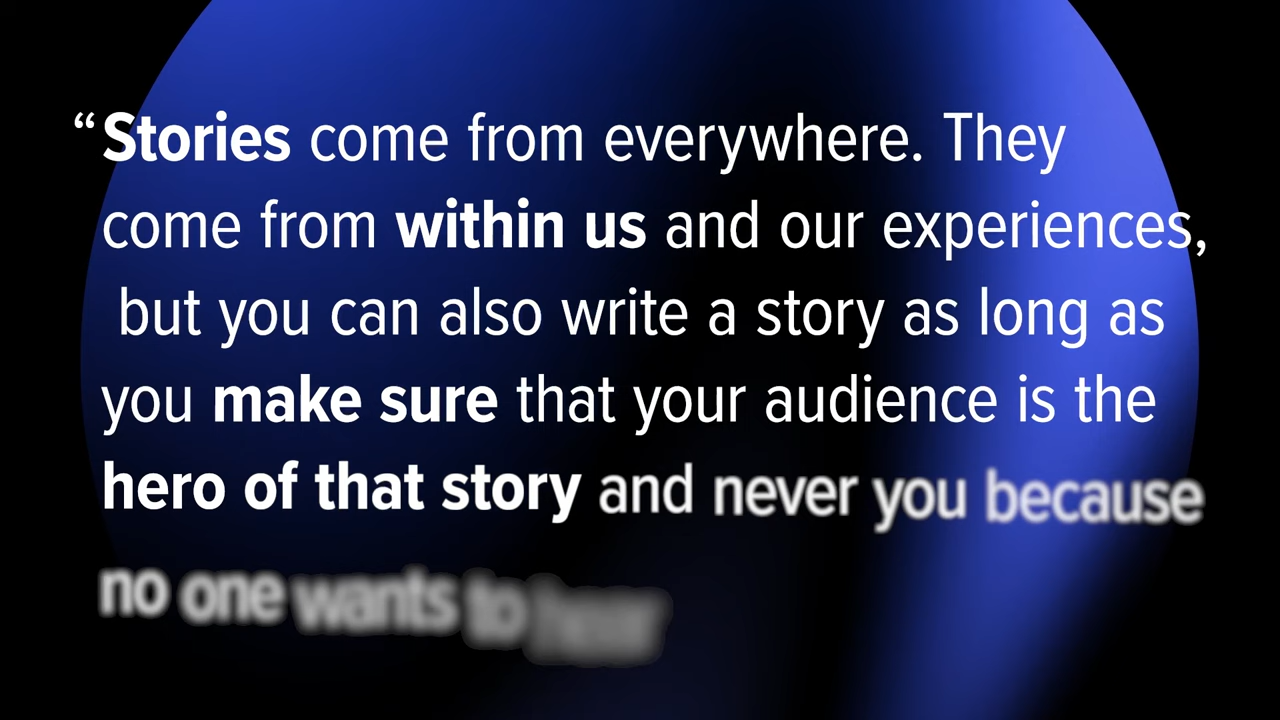 “Stories come from everywhere. They
come from within us and our experiences,
but you can also write a story as long as
you make sure that your audience is the
hero of that story and never you because
no one wants to hear